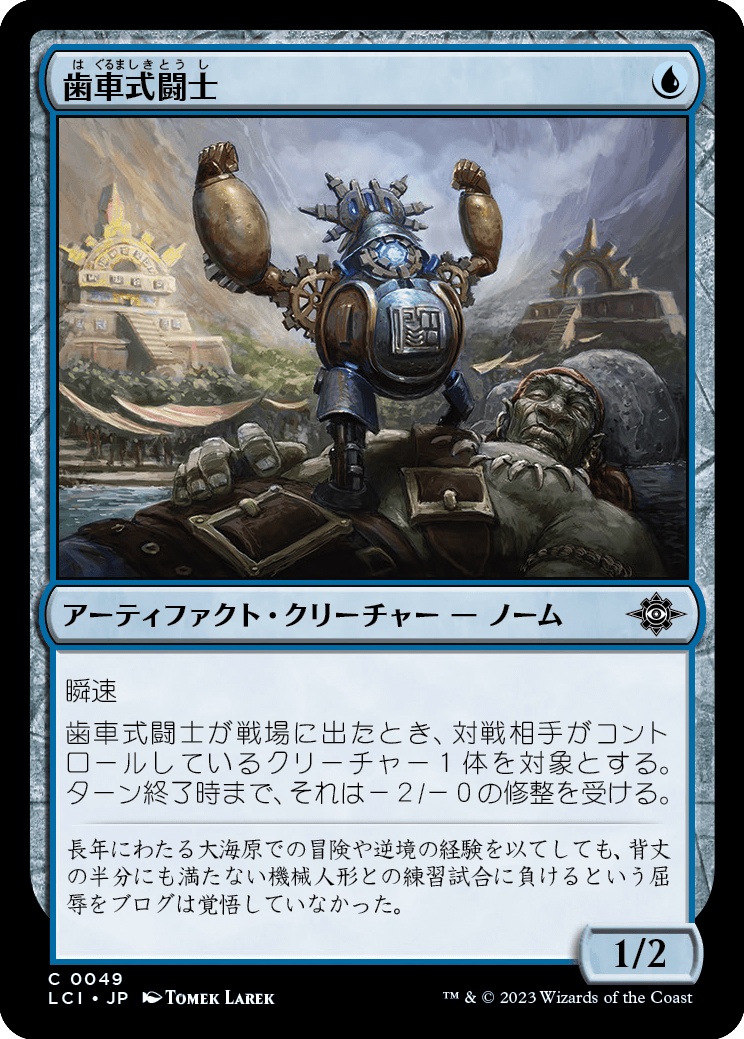 はぐるましきとうし
歯車式闘士
アーティファクト・クリーチャー ― ノーム
瞬速
歯車式闘士が戦場に出たとき、対戦相手がコント
ロールしているクリーチャー１体を対象とする。
ターン終了時まで、それは－２/－０の修整を受ける。
長年にわたる大海原での冒険や逆境の経験を以てしても、背丈
の半分にも満たない機械人形との練習試合に負けるという屈
辱をブログは覚悟していなかった。
1/2
C 0049
LCI • JP Tomek Larek
™ & © 2023 Wizards of the Coast